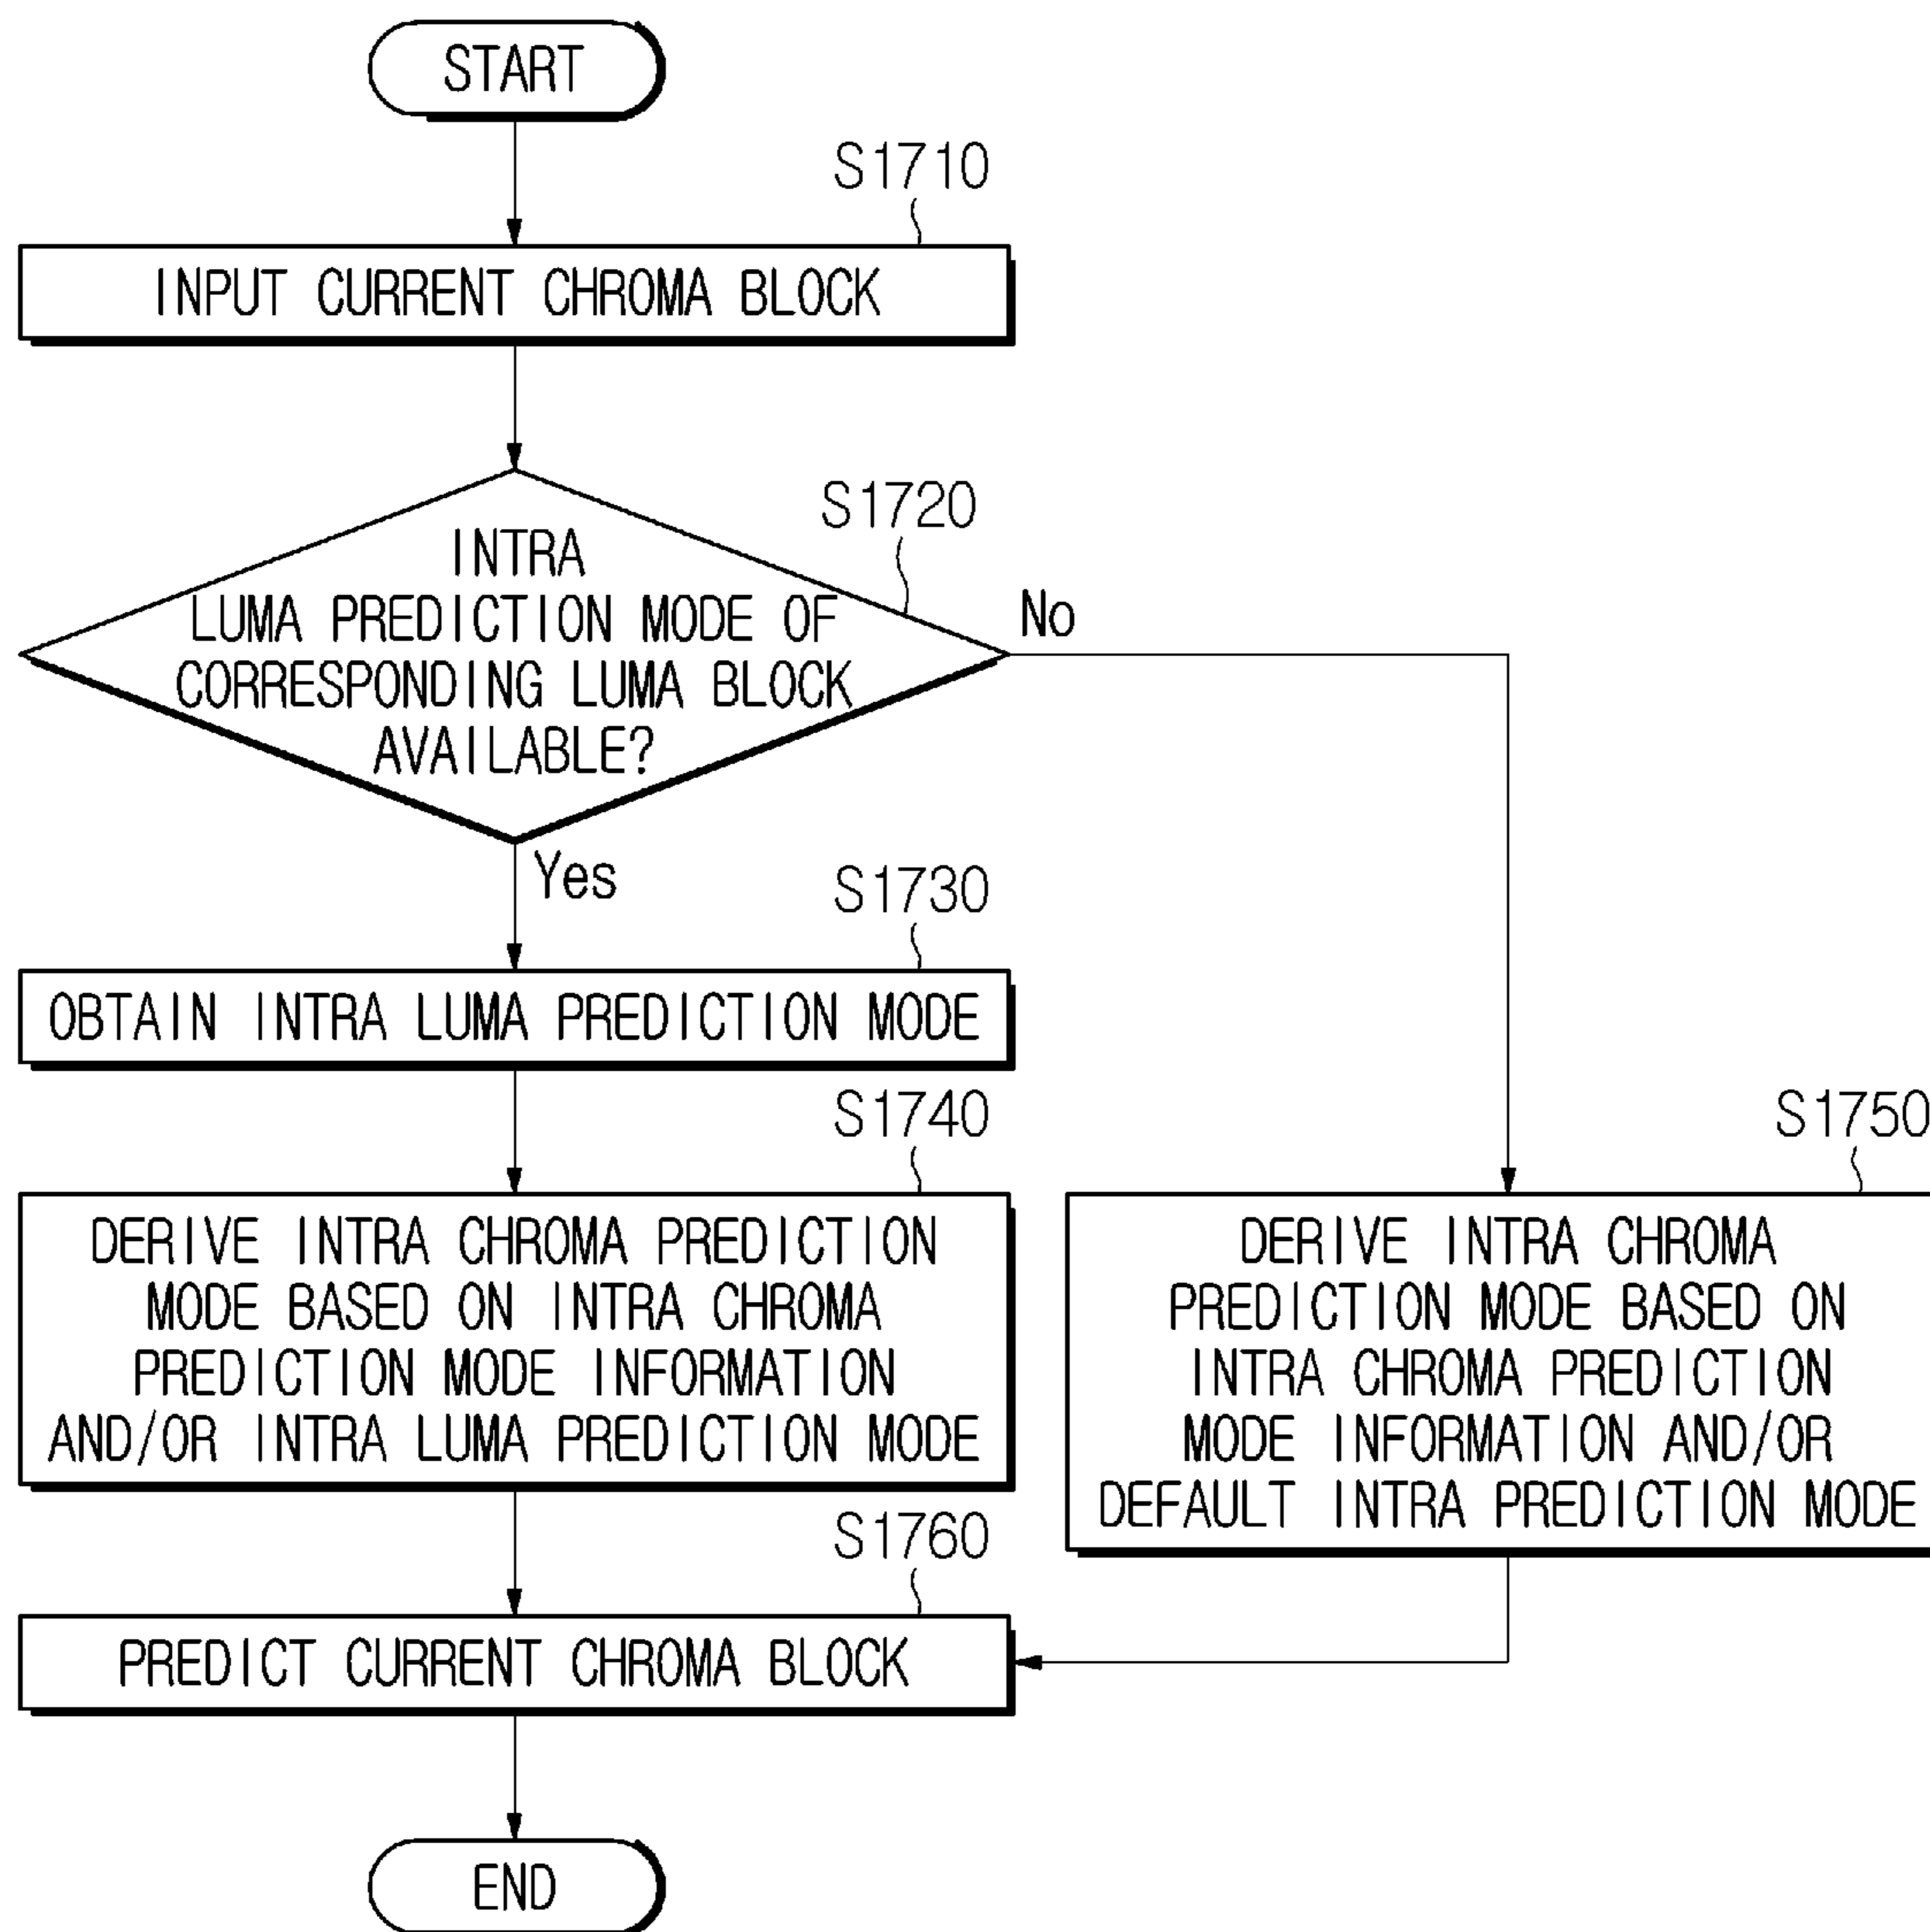 START
S1710
INPUT CURRENT CHROMA BLOCK
S1720
INTRA
LUMA PREDICTION MODE OF
CORRESPONDING LUMA BLOCK
AVAILABLE?
No
Yes
S1730
OBTAIN INTRA LUMA PREDICTION MODE
S1740
DERIVE INTRA CHROMA PREDICTION
MODE BASED ON INTRA CHROMA
PREDICTION MODE INFORMATION
AND/OR INTRA LUMA PREDICTION MODE
S1750
DERIVE INTRA CHROMA
PREDICTION MODE BASED ON
INTRA CHROMA PREDICTION
MODE INFORMATION AND/OR
DEFAULT INTRA PREDICTION MODE
S1760
PREDICT CURRENT CHROMA BLOCK
END